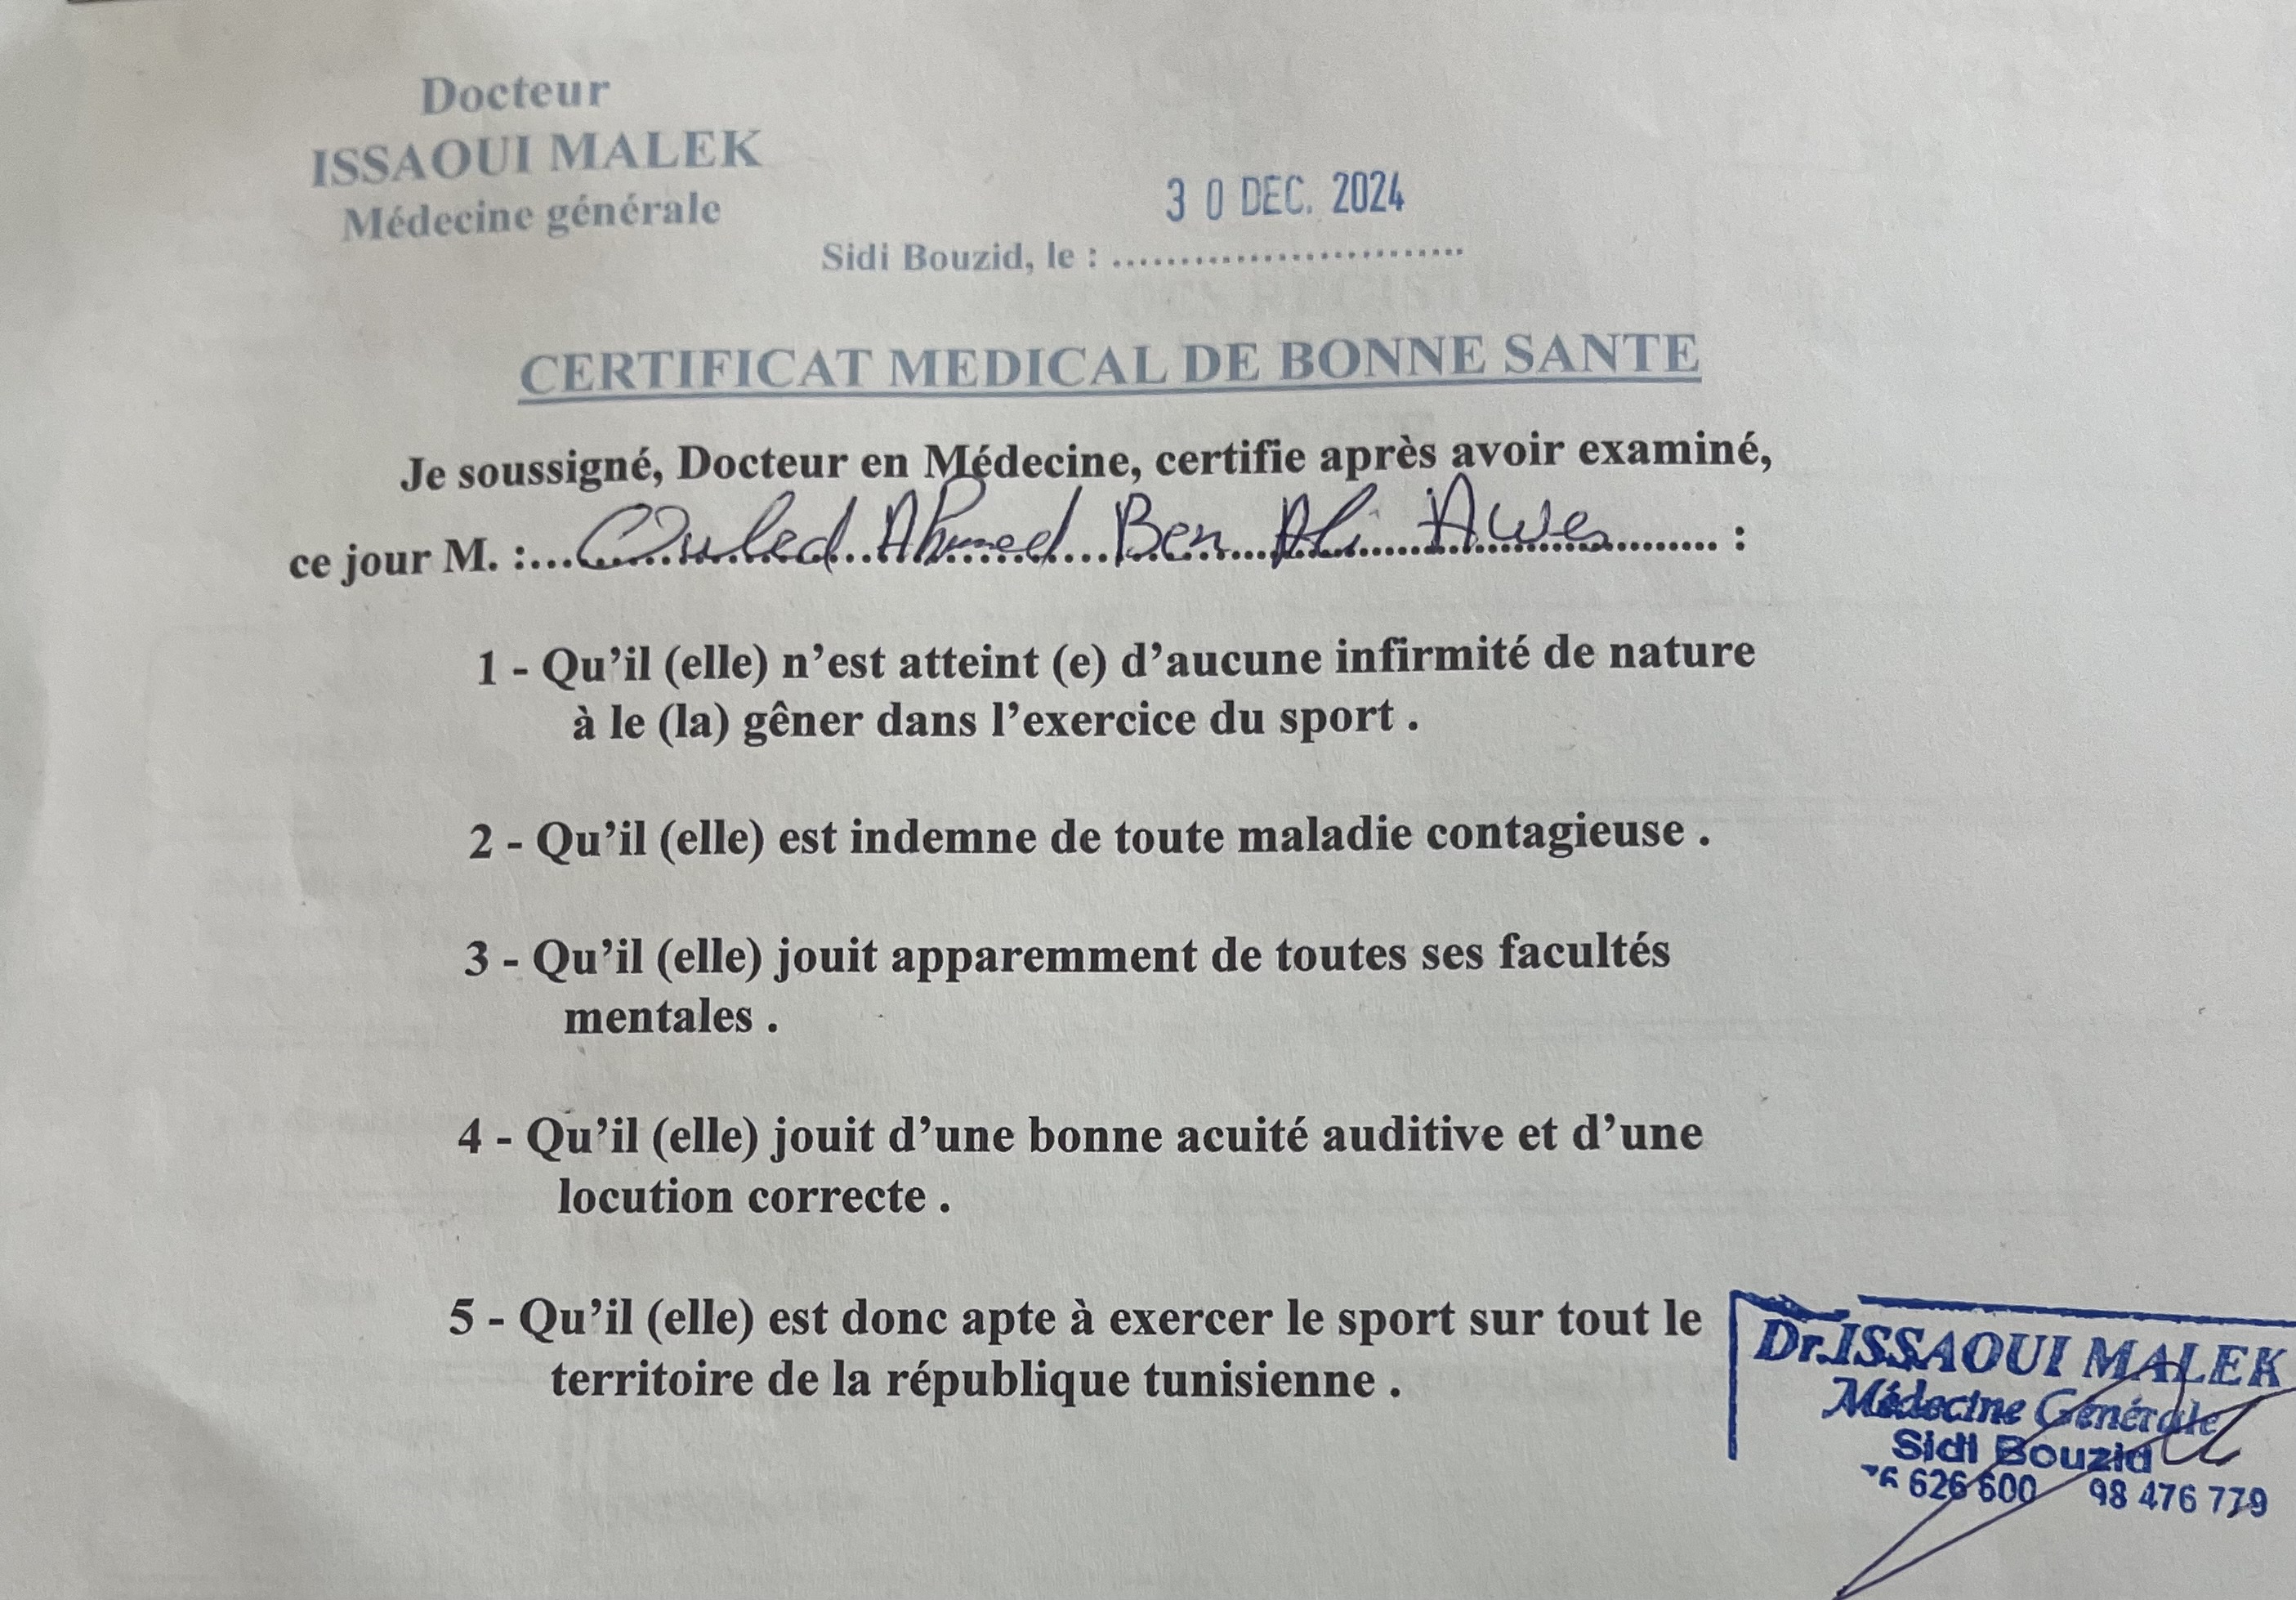 Docteur
ISSAOUI MALEK
Médecine générale
30 DEC. 2024
Sidi Bouzid, le : ..............................
CERTIFICAT MEDICAL DE BONNE SANTE
Je soussigné, Docteur en Médecine, certifie après avoir examiné,
ce jour M. :... Ouled Ahmed Ben Ali Awes ......... :
1 - Qu'il (elle) n'est atteint (e) d'aucune infirmité de nature
à le (la) gêner dans l'exercice du sport .
2 - Qu'il (elle) est indemne de toute maladie contagieuse .
3 - Qu'il (elle) jouit apparemment de toutes ses facultés
mentales .
4 - Qu'il (elle) jouit d'une bonne acuité auditive et d'une
locution correcte .
5 - Qu'il (elle) est donc apte à exercer le sport sur tout le
territoire de la république tunisienne .
Dr.ISSAOUI MALEK
Médecine Générale
Sidi Bouzid
76 626 600 98 476 779